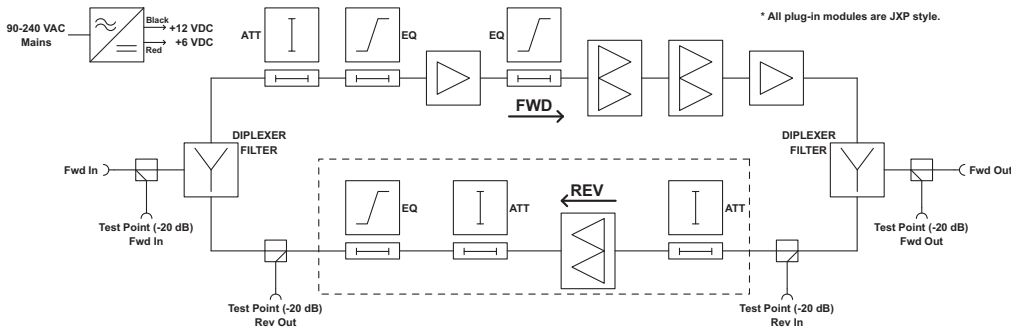 90-240 VAC
Mains
Black
+12 VDC
+6 VDC
Red
ATT
EQ
EQ
* All plug-in modules are JXP style.
FWD
DIPLEXER
FILTER
DIPLEXER
FILTER
Fwd In
Fwd Out
REV
EQ
ATT
ATT
Test Point (-20 dB)
Fwd In
Test Point (-20 dB)
Fwd Out
Test Point (-20 dB)
Rev Out
Test Point (-20 dB)
Rev In